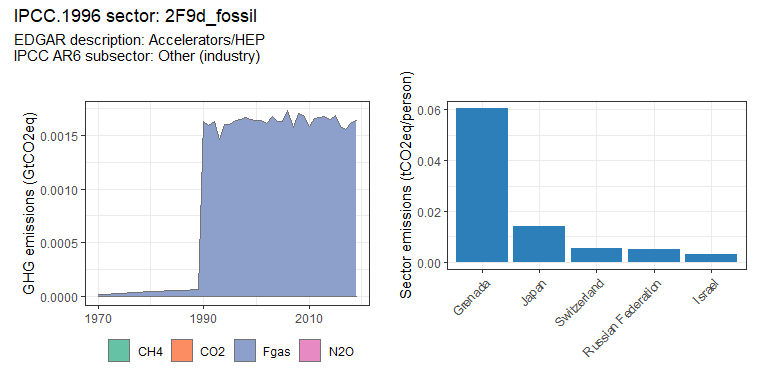 IPCC.1996 sector: 2F9d_fossil
EDGAR description: Accelerators/HEP
IPCC AR6 subsector: Other (industry)
GHG emissions (GtCO2eq)
0.0015
0.0010
0.0005
0.0000
1970
1990
2010
CH4
CO2
Fgas
N2O
Sector emissions (tCO2eq/person)
0.06
0.04
0.02
0.00
Grenada
Japan
Switzerland
Russian Federation
Israel